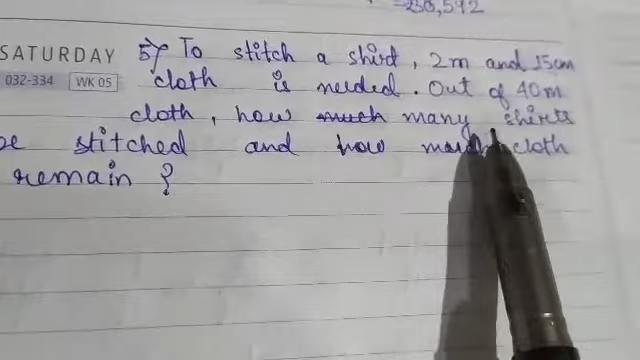 =230,592
SATURDAY
032-334 WK 05
5) To stitch a shirt, 2m and 15cm
cloth is needed. Out of 40m
cloth, how much many shirts
be stitched and how much cloth
remain ?